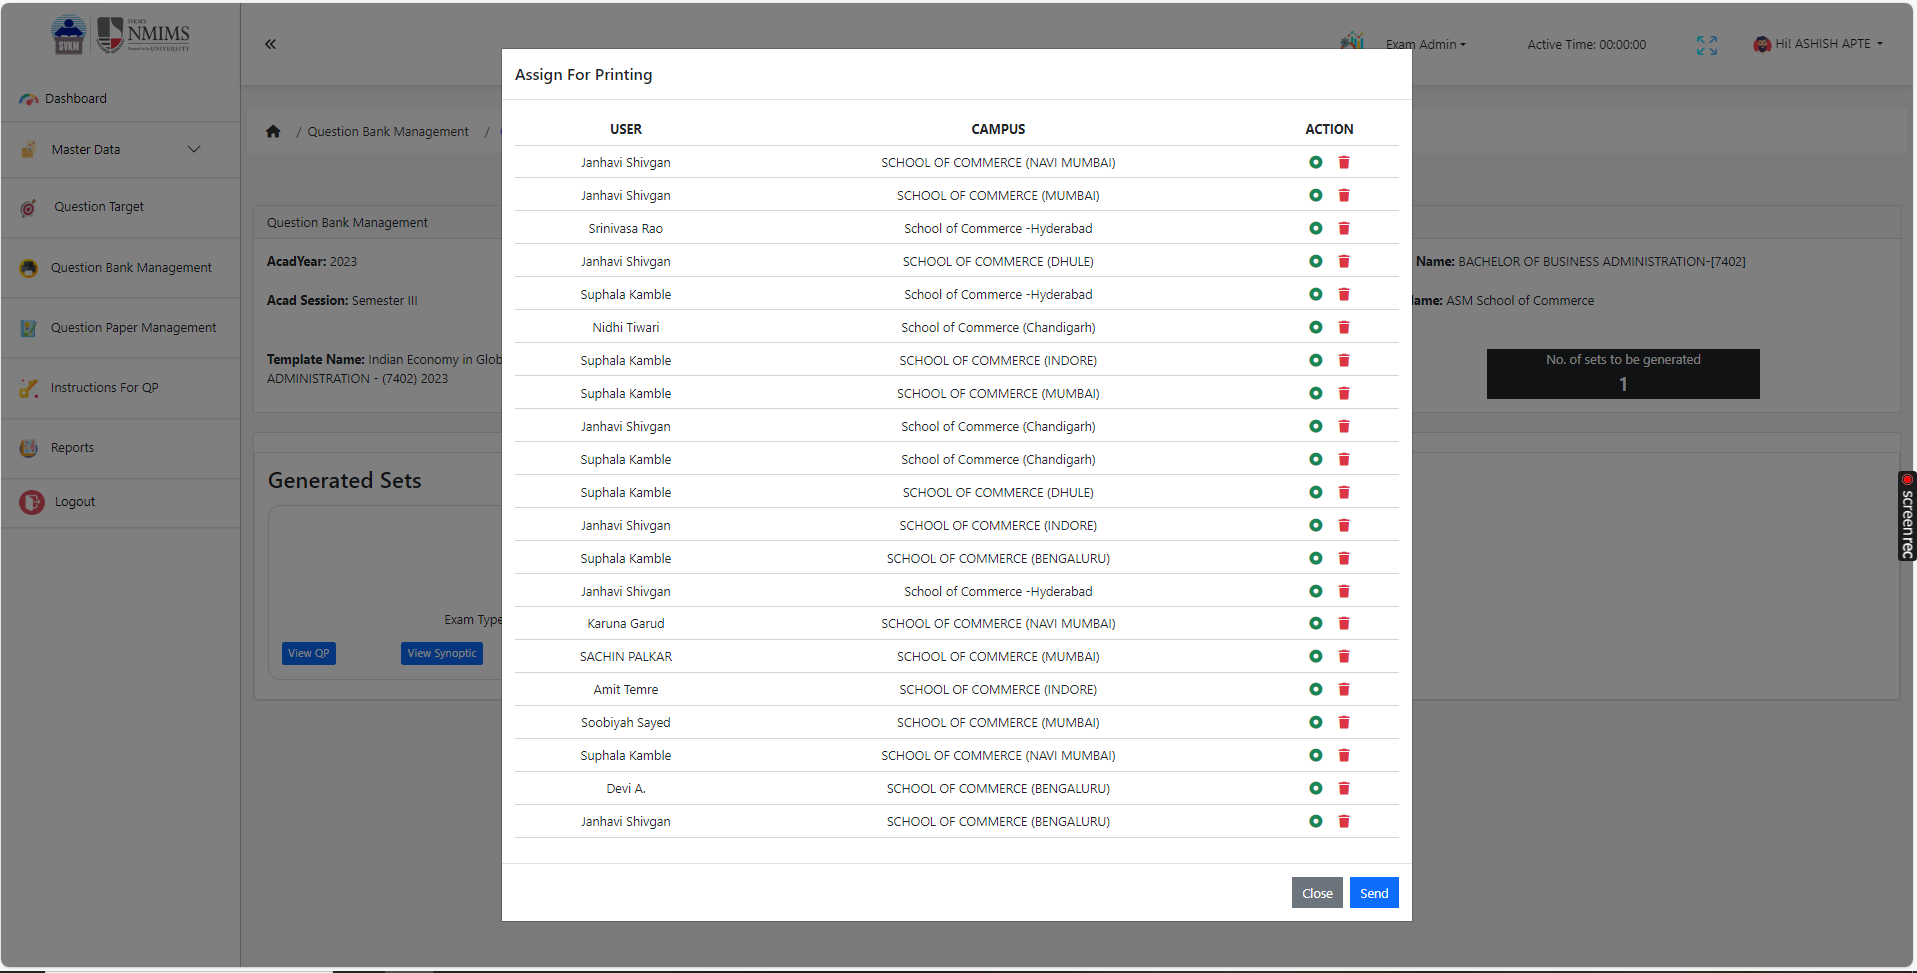 SVKM
SVKM'S
NMIMS
UNIVERSITY
Exam Admin
Active Time: 00:00:00
Hi! ASHISH APTE
Dashboard
Master Data
Question Target
Question Bank Management
Question Paper Management
Instructions For QP
Reports
Logout
/ Question Bank Management /
Question Bank Management
AcadYear: 2023
Name: BACHELOR OF BUSINESS ADMINISTRATION-[7402]
Acad Session: Semester III
ame: ASM School of Commerce
Template Name: Indian Economy in Glob
ADMINISTRATION - (7402) 2023
No. of sets to be generated
1
Generated Sets
Exam Type
View QP
View Synoptic
Assign For Printing
USER CAMPUS ACTION
Janhavi Shivgan SCHOOL OF COMMERCE (NAVI MUMBAI)
Janhavi Shivgan SCHOOL OF COMMERCE (MUMBAI)
Srinivasa Rao School of Commerce -Hyderabad
Janhavi Shivgan SCHOOL OF COMMERCE (DHULE)
Suphala Kamble School of Commerce -Hyderabad
Nidhi Tiwari School of Commerce (Chandigarh)
Suphala Kamble SCHOOL OF COMMERCE (INDORE)
Suphala Kamble SCHOOL OF COMMERCE (MUMBAI)
Janhavi Shivgan School of Commerce (Chandigarh)
Suphala Kamble School of Commerce (Chandigarh)
Suphala Kamble SCHOOL OF COMMERCE (DHULE)
Janhavi Shivgan SCHOOL OF COMMERCE (INDORE)
Suphala Kamble SCHOOL OF COMMERCE (BENGALURU)
Janhavi Shivgan School of Commerce -Hyderabad
Karuna Garud SCHOOL OF COMMERCE (NAVI MUMBAI)
SACHIN PALKAR SCHOOL OF COMMERCE (MUMBAI)
Amit Temre SCHOOL OF COMMERCE (INDORE)
Soobiyah Sayed SCHOOL OF COMMERCE (MUMBAI)
Suphala Kamble SCHOOL OF COMMERCE (NAVI MUMBAI)
Devi A. SCHOOL OF COMMERCE (BENGALURU)
Janhavi Shivgan SCHOOL OF COMMERCE (BENGALURU)
Close
Send
screenrec